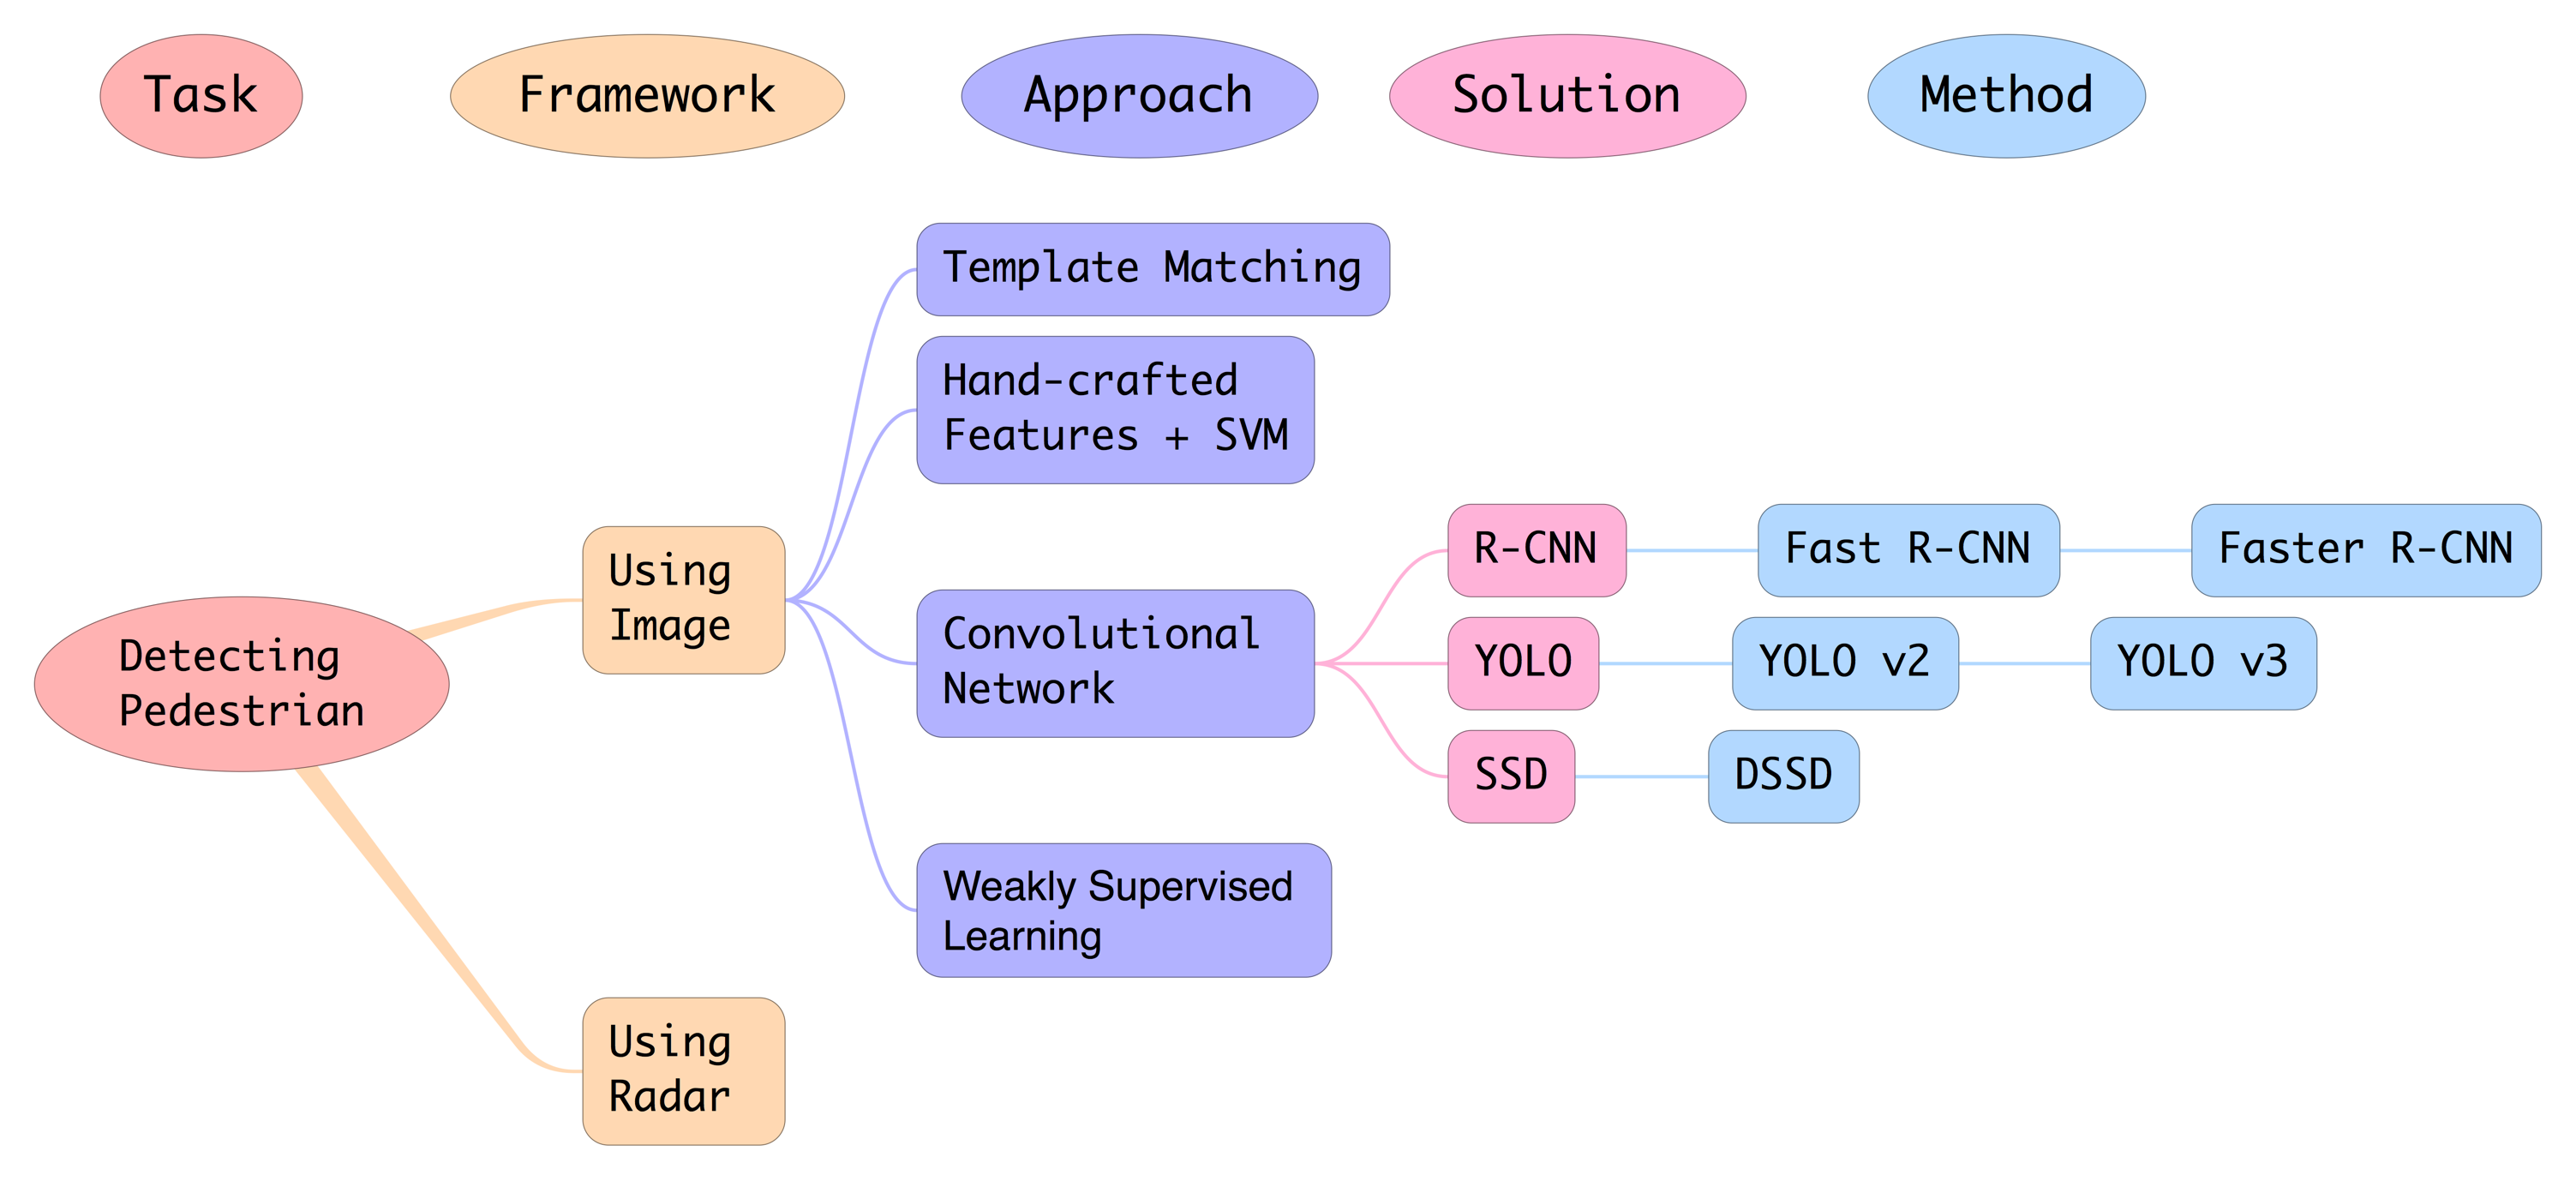 Task
Framework
Approach
Solution
Method
Template Matching
Hand-crafted
Features + SVM
R-CNN
Fast R-CNN
Faster R-CNN
Using
Image
Convolutional
Network
YOLO
YOLO v2
YOLO v3
Detecting
Pedestrian
SSD
DSSD
Weakly Supervised
Learning
Using
Radar